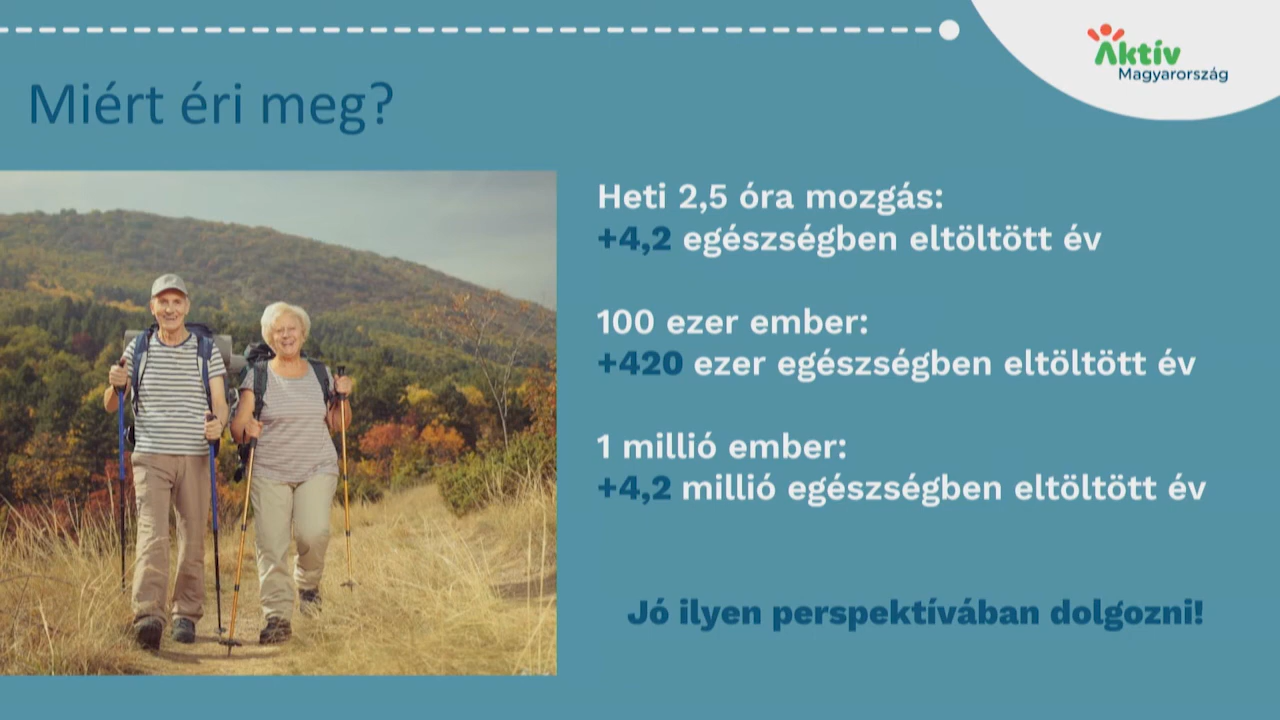 Aktív
Magyarország
Miért éri meg?
Heti 2,5 óra mozgás:
+4,2 egészségben eltöltött év
100 ezer ember:
+420 ezer egészségben eltöltött év
1 millió ember:
+4,2 millió egészségben eltöltött év
Jó ilyen perspektívában dolgozni!